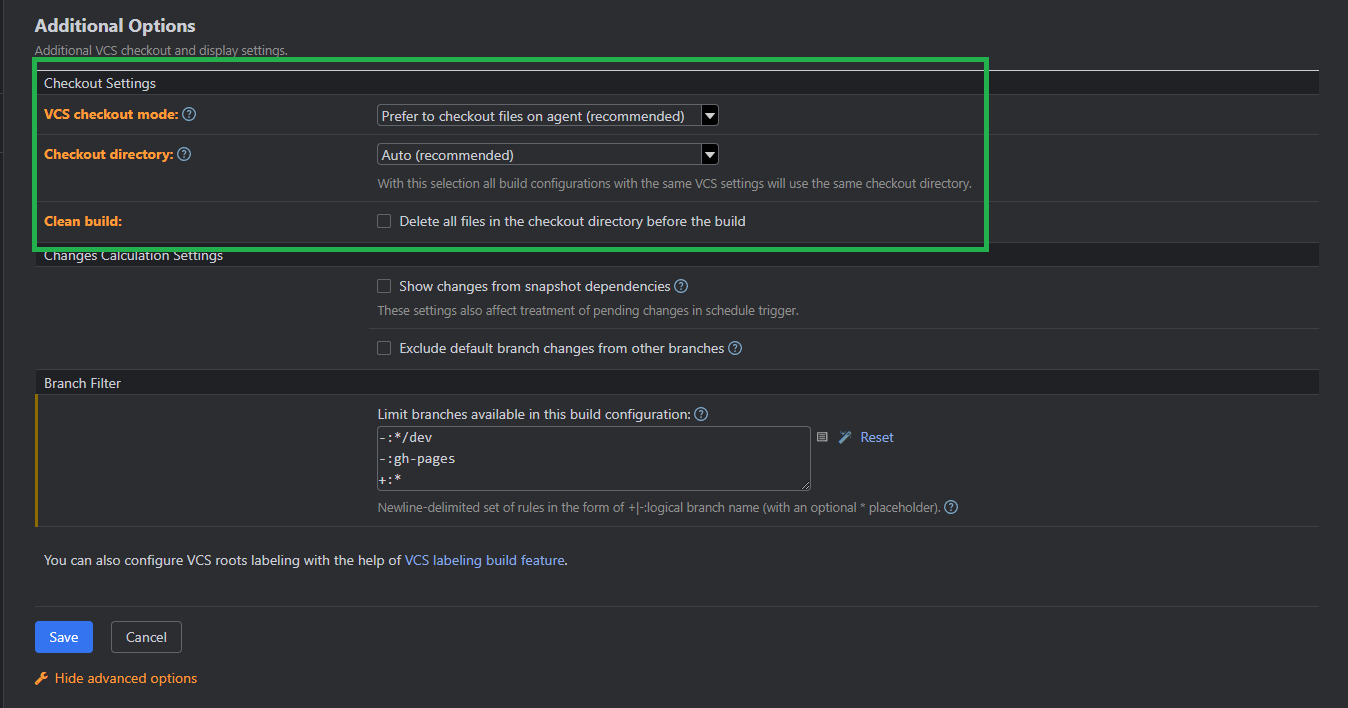 Additional Options
Additional VCS checkout and display settings.
Checkout Settings
VCS checkout mode: ?
Prefer to checkout files on agent (recommended)
Checkout directory: ?
Auto (recommended)
With this selection all build configurations with the same VCS settings will use the same checkout directory.
Clean build:
Delete all files in the checkout directory before the build
Changes Calculation Settings
Show changes from snapshot dependencies ?
These settings also affect treatment of pending changes in schedule trigger.
Exclude default branch changes from other branches ?
Branch Filter
Limit branches available in this build configuration: ?
-:*/dev
-:gh-pages
+:*
Reset
Newline-delimited set of rules in the form of +|-:logical branch name (with an optional * placeholder). ?
You can also configure VCS roots labeling with the help of VCS labeling build feature.
Save
Cancel
Hide advanced options